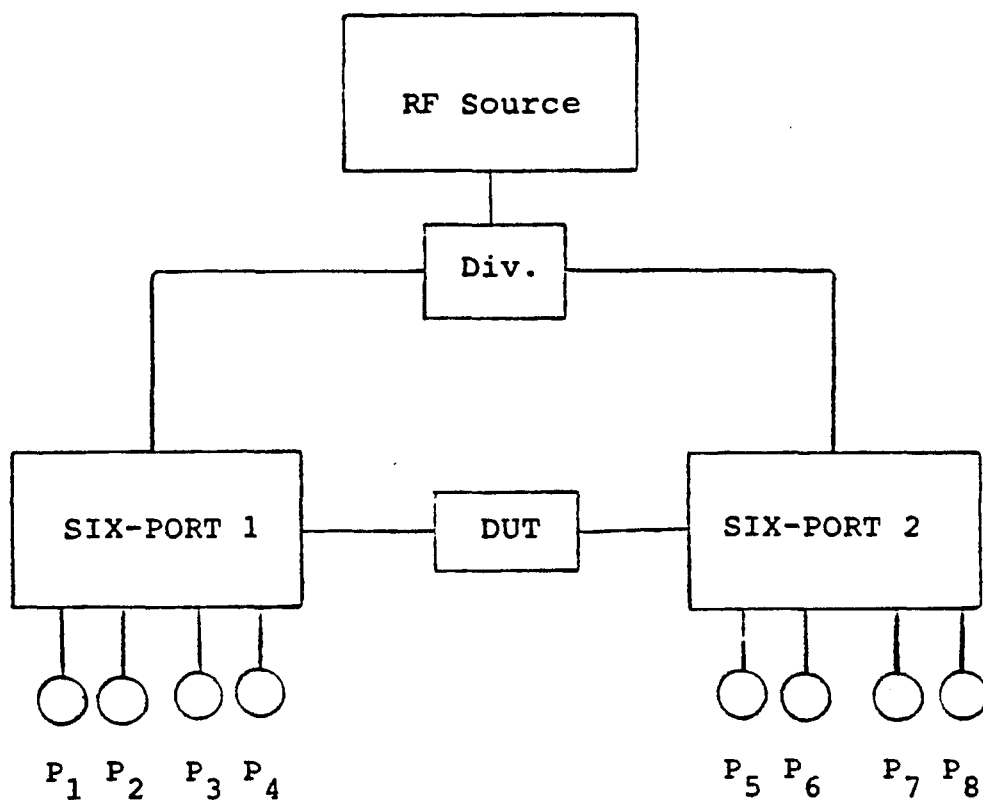 RF Source
Div.
SIX-PORT 1
DUT
SIX-PORT 2
P1 P2 P3 P4
P5 P6 P7 P8